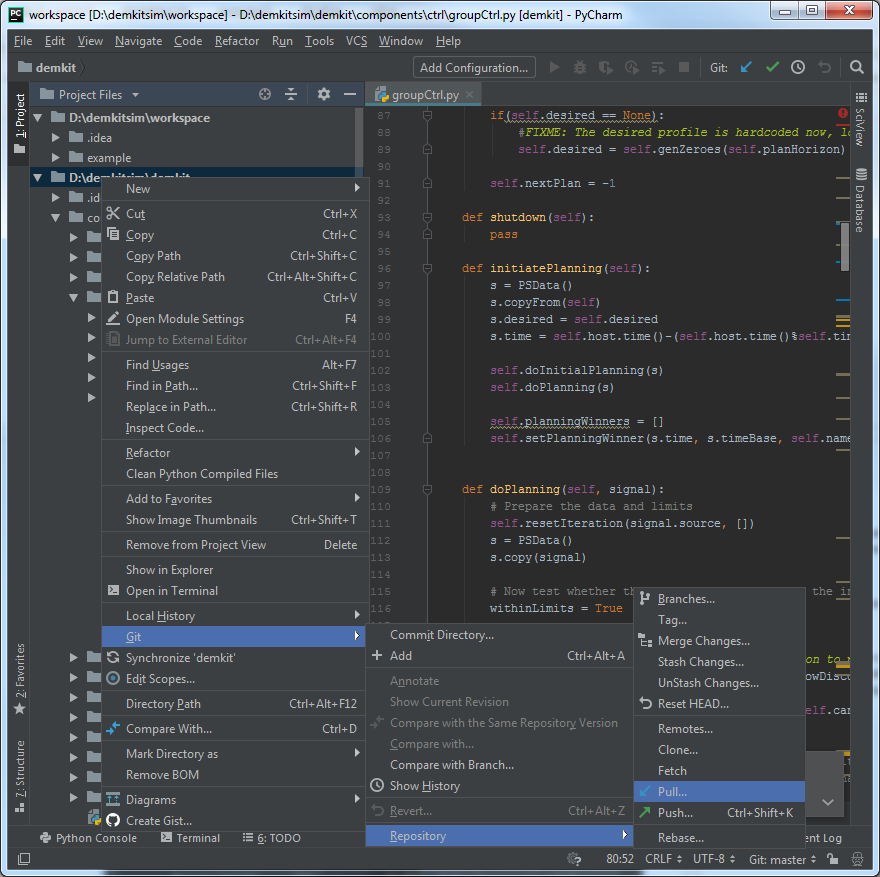 workspace [D:\demkitsim\workspace] - D:\demkitsim\demkit\components\ctrl\groupCtrl.py [demkit] - PyCharm
File Edit View Navigate Code Refactor Run Tools VCS Window Help
demkit Add Configuration... Git:
1: Project
Project Files
groupCtrl.py
D:\demkitsim\workspace
.idea
example
D:\demkitsim\demkit
.id
co
New
Cut Ctrl+X
Copy Ctrl+C
Copy Path Ctrl+Shift+C
Copy Relative Path Ctrl+Alt+Shift+C
Paste Ctrl+V
Open Module Settings F4
Jump to External Editor Ctrl+Alt+F4
Find Usages Alt+F7
Find in Path... Ctrl+Shift+F
Replace in Path... Ctrl+Shift+R
Inspect Code...
Refactor
Clean Python Compiled Files
Add to Favorites
Show Image Thumbnails Ctrl+Shift+T
Remove from Project View Delete
Show in Explorer
Open in Terminal
Local History
Git
Synchronize 'demkit'
Edit Scopes...
Directory Path Ctrl+Alt+F12
Compare With... Ctrl+D
Mark Directory as
Remove BOM
Diagrams
Create Gist...
87 if(self.desired == None):
88 #FIXME: The desired profile is hardcoded now, lo
89 self.desired = self.genZeroes(self.planHorizon)
90
91 self.nextPlan = -1
92
93 def shutdown(self):
94 pass
95
96 def initiatePlanning(self):
97 s = PSData()
98 s.copyFrom(self)
99 s.desired = self.desired
100 s.time = self.host.time()-(self.host.time()%self.tim
101
102 self.doInitialPlanning(s)
103 self.doPlanning(s)
104
105 self.planningWinners = []
106 self.setPlanningWinner(s.time, s.timeBase, self.name
107
108
109 def doPlanning(self, signal):
110 # Prepare the data and limits
111 self.resetIteration(signal.source, [])
112 s = PSData()
113 s.copy(signal)
114
115 # Now test whether th the in
116 withinLimits = True
on to
owDisc
elf.can
Commit Directory...
Add Ctrl+Alt+A
Annotate
Show Current Revision
Compare with the Same Repository Version
Compare with...
Compare with Branch...
Show History
Revert... Ctrl+Alt+Z
Repository
Branches...
Tag...
Merge Changes...
Stash Changes...
UnStash Changes...
Reset HEAD...
Remotes...
Clone...
Fetch
Pull...
Push... Ctrl+Shift+K
Rebase...
SciView
Database
2: Favorites
7: Structure
Python Console Terminal 6: TODO ent Log
80:52 CRLF UTF-8 Git: master